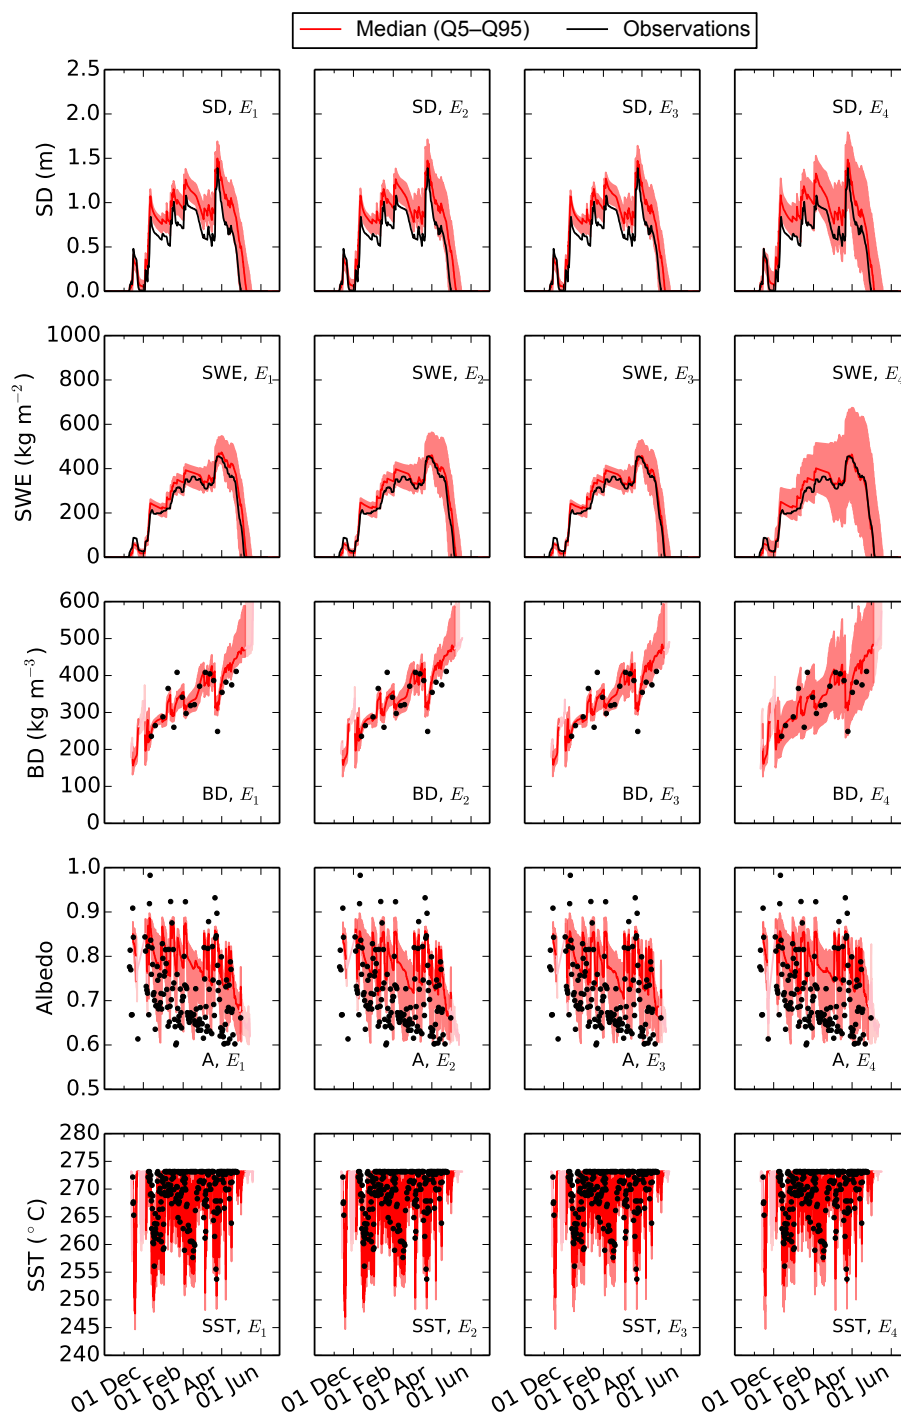 Median (Q5–Q95) Observations
2.5
2.0
1.5
1.0
0.5
0.0
SD (m)
SD, E1 SD, E2 SD, E3 SD, E4
1000
800
600
400
200
0
SWE (kg m−2)
SWE, E1 SWE, E2 SWE, E3 SWE, E4
600
500
400
300
200
100
0
BD (kg m−3)
BD, E1 BD, E2 BD, E3 BD, E4
1.0
0.9
0.8
0.7
0.6
0.5
Albedo
A, E1 A, E2 A, E3 A, E4
280
275
270
265
260
255
250
245
240
SST (°C)
SST, E1 SST, E2 SST, E3 SST, E4
01 Dec 01 Feb 01 Apr 01 Jun 01 Dec 01 Feb 01 Apr 01 Jun 01 Dec 01 Feb 01 Apr 01 Jun 01 Dec 01 Feb 01 Apr 01 Jun